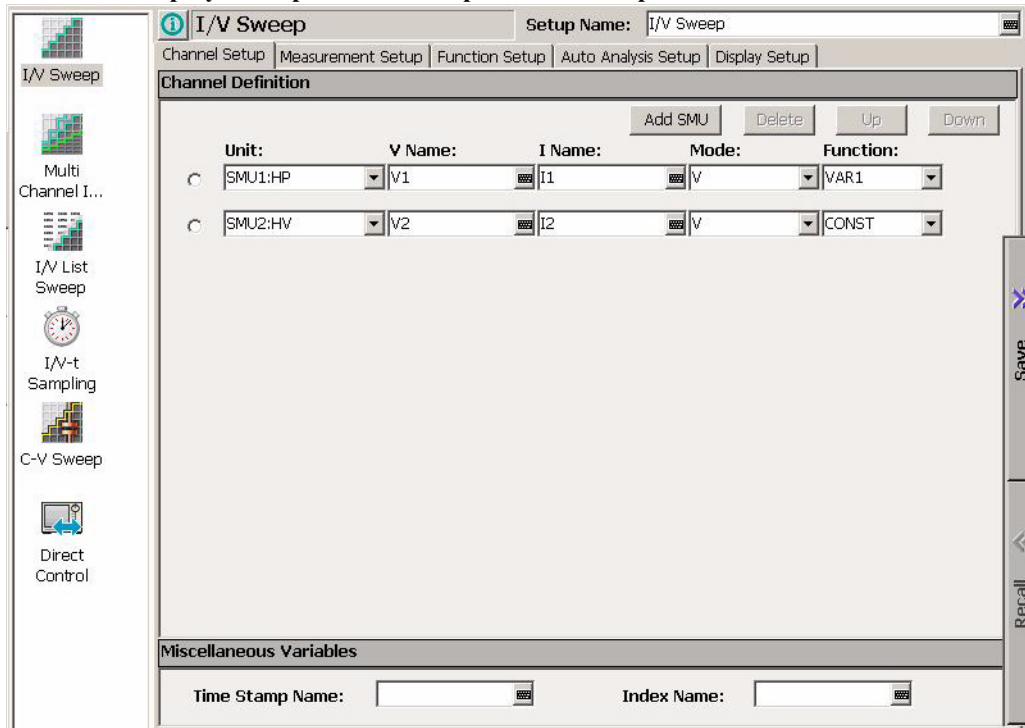 I/V Sweep
Multi
Channel I...
I/V List
Sweep
I/V-t
Sampling
C-V Sweep
Direct
Control
I/V Sweep Setup Name: I/V Sweep
Channel Setup Measurement Setup Function Setup Auto Analysis Setup Display Setup
Channel Definition
Add SMU Delete Up Down
Unit: V Name: I Name: Mode: Function:
SMU1:HP V1 I1 V VAR1
SMU2:HV V2 I2 V CONST
Miscellaneous Variables
Time Stamp Name: Index Name:
Save
Recall